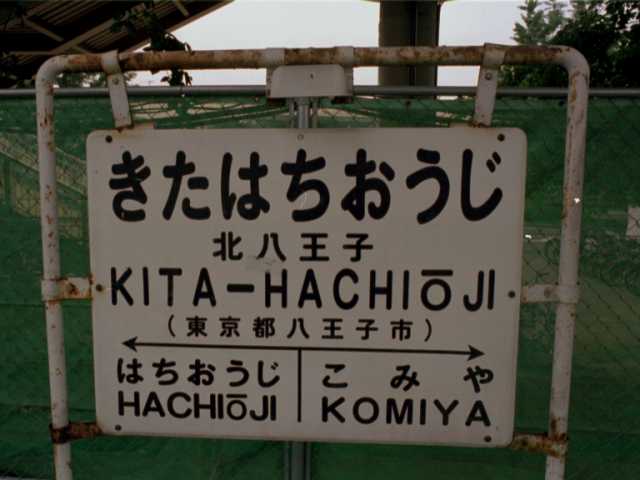 きたはちおうじ
北八王子
KITA-HACHIŌJI
(東京都八王子市)
はちおうじ こみや
HACHIŌJI KOMIYA